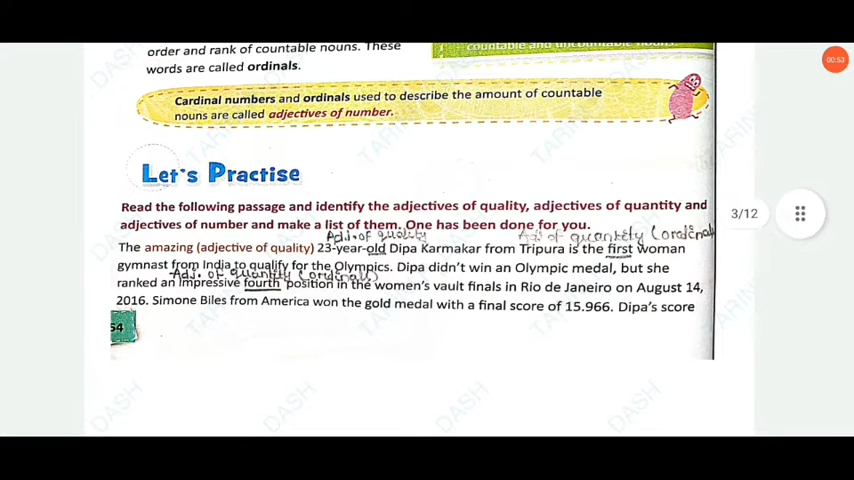 order and rank of countable nouns. These
countable and uncountable nouns.
words are called ordinals.
00:53
Cardinal numbers and ordinals used to describe the amount of countable
nouns are called adjectives of number.
Let's Practise
Read the following passage and identify the adjectives of quality, adjectives of quantity and
3/12
adjectives of number and make a list of them. One has been done for you.
Adj. of quality
Adj of quantity (ordinal
The amazing (adjective of quality) 23-year-old Dipa Karmakar from Tripura is the first woman
gymnast from India to qualify for the Olympics. Dipa didn't win an Olympic medal, but she
Adj. of quantity (ordinals)
ranked an impressive fourth position in the women's vault finals in Rio de Janeiro on August 14,
2016. Simone Biles from America won the gold medal with a final score of 15.966. Dipa's score
54
DASH
TARIN